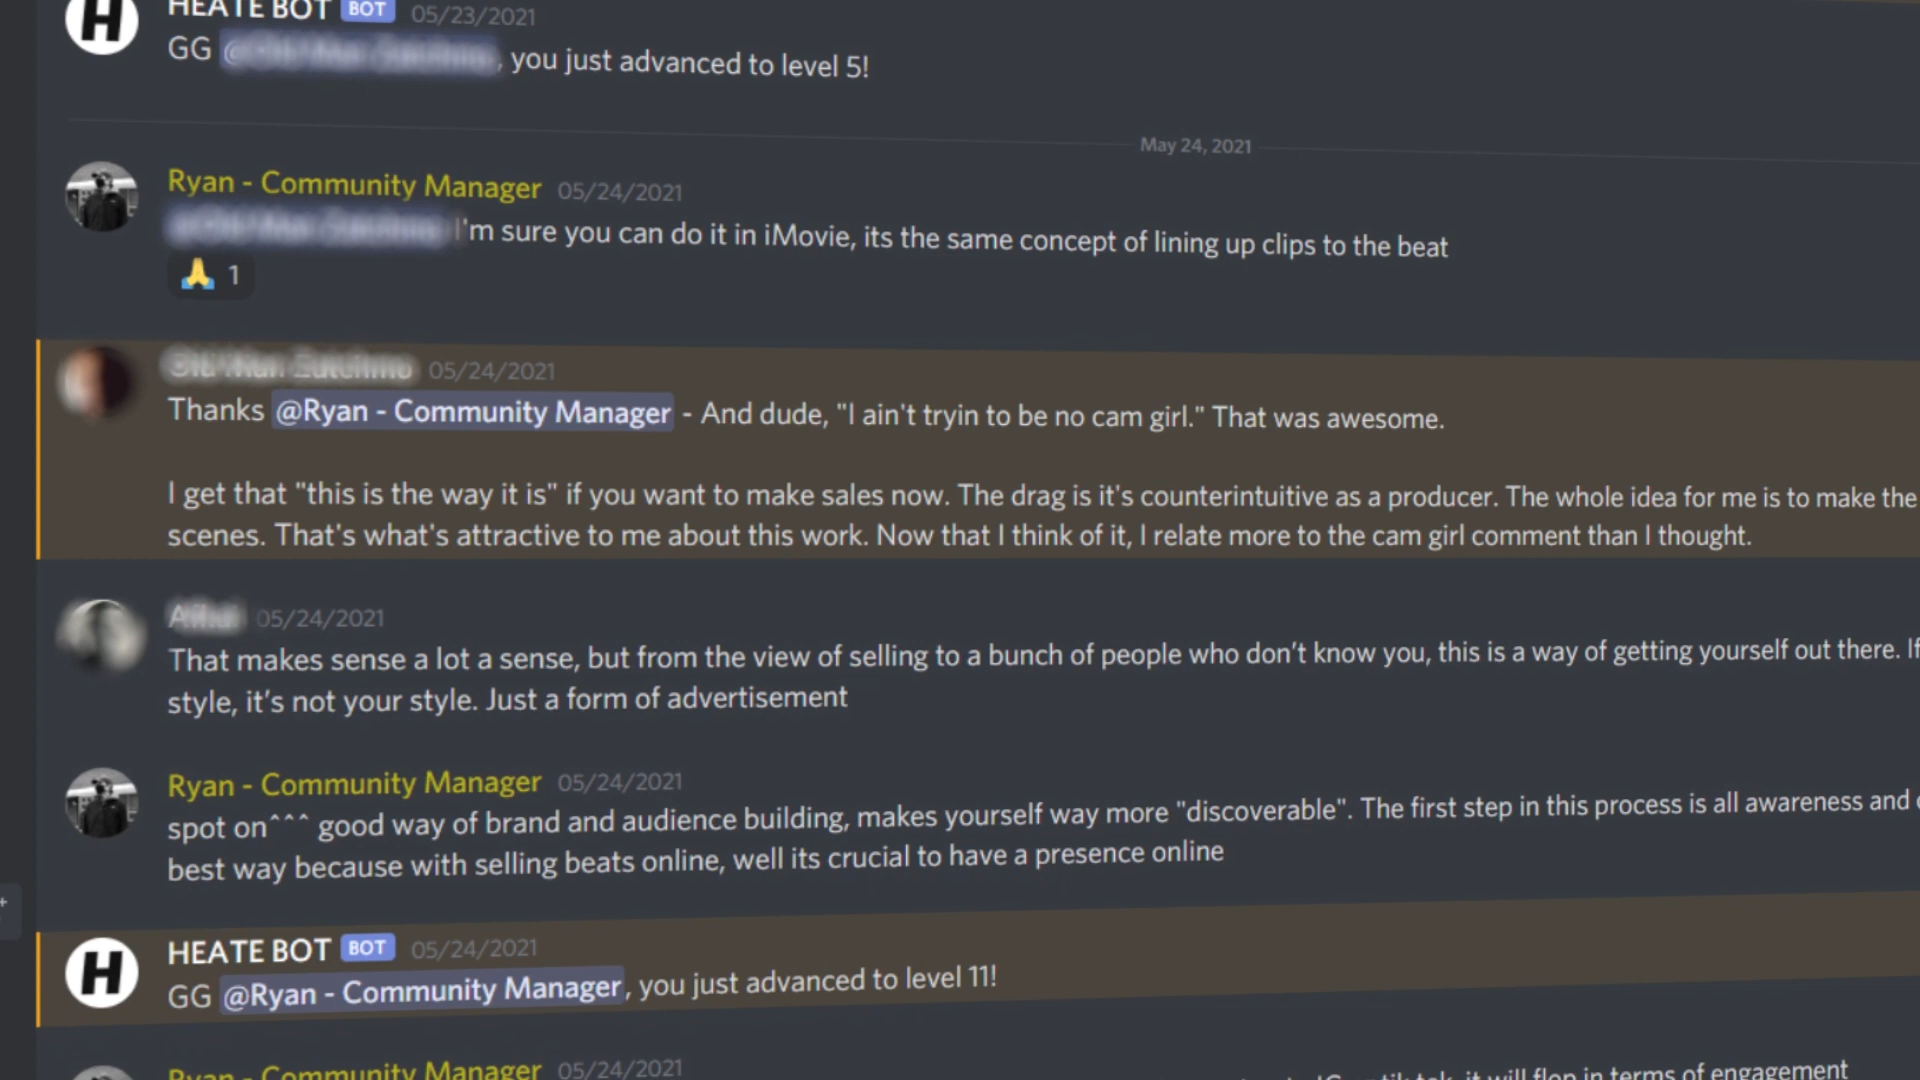 HEATE BOT BOT 05/23/2021
GG , you just advanced to level 5!
May 24, 2021
Ryan - Community Manager 05/24/2021
I'm sure you can do it in iMovie, its the same concept of lining up clips to the beat
1
05/24/2021
Thanks @Ryan - Community Manager - And dude, "I ain't tryin to be no cam girl." That was awesome.
I get that "this is the way it is" if you want to make sales now. The drag is it's counterintuitive as a producer. The whole idea for me is to make the
scenes. That's what's attractive to me about this work. Now that I think of it, I relate more to the cam girl comment than I thought.
05/24/2021
That makes sense a lot a sense, but from the view of selling to a bunch of people who don’t know you, this is a way of getting yourself out there. If
style, it’s not your style. Just a form of advertisement
Ryan - Community Manager 05/24/2021
spot on^^^ good way of brand and audience building, makes yourself way more "discoverable". The first step in this process is all awareness and
best way because with selling beats online, well its crucial to have a presence online
HEATE BOT BOT 05/24/2021
GG @Ryan - Community Manager, you just advanced to level 11!
Ryan - Community Manager 05/24/2021
it will flop in terms of engagement